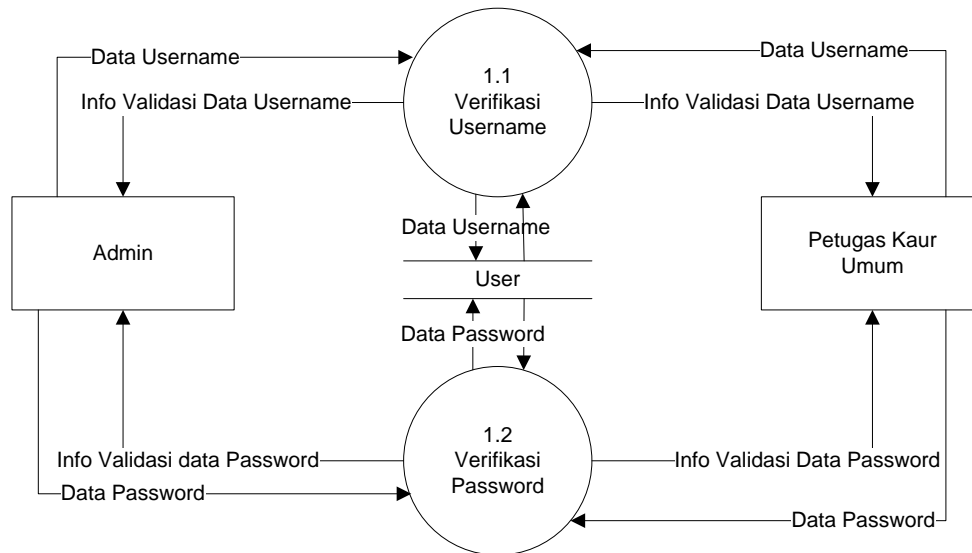 Data Username
Data Username
1.1
Verifikasi
Username
Info Validasi Data Username
Info Validasi Data Username
Data Username
Admin
Petugas Kaur
Umum
User
Data Password
1.2
Verifikasi
Password
Info Validasi data Password
Info Validasi Data Password
Data Password
Data Password